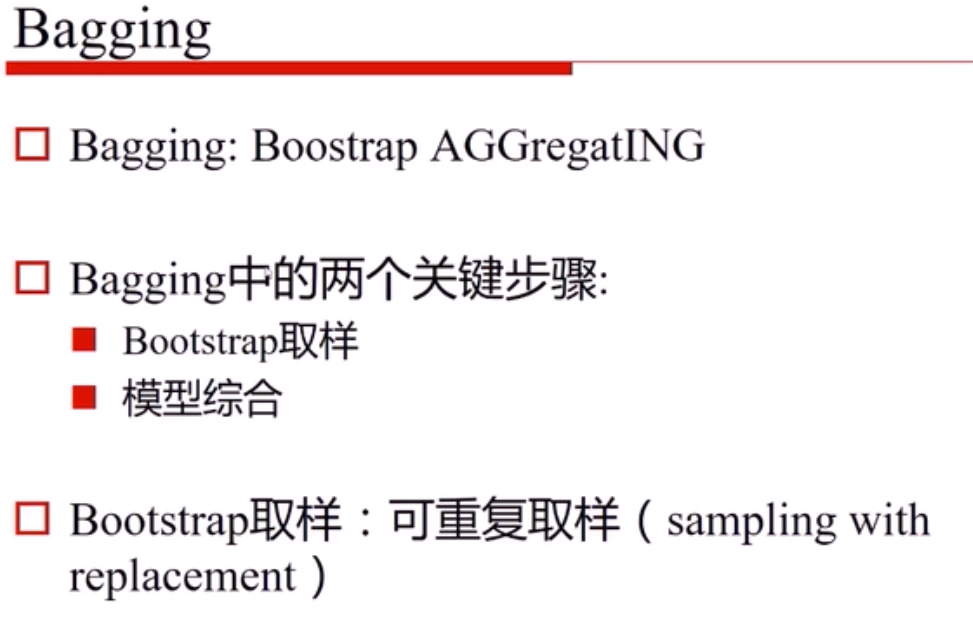 Bagging
Bagging: Boostrap AGGregatING
Bagging中的两个关键步骤:
Bootstrap取样
模型综合
Bootstrap取样：可重复取样（sampling with
replacement）